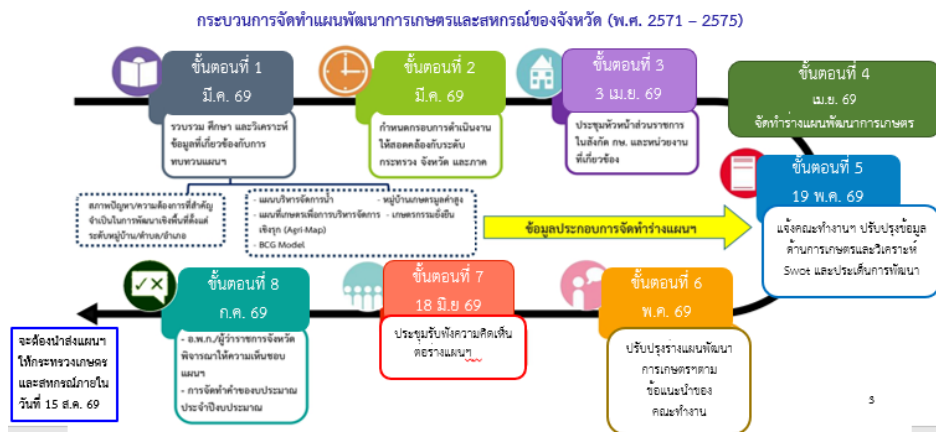 กระบวนการจัดทำแผนพัฒนาการเกษตรและสหกรณ์ของจังหวัด (พ.ศ. 2571 – 2575)
ขั้นตอนที่ 1
มี.ค. 69
รวบรวม ศึกษา และวิเคราะห์
ข้อมูลที่เกี่ยวข้องกับการ
ทบทวนแผนฯ
ขั้นตอนที่ 2
มี.ค. 69
กำหนดกรอบการดำเนินงาน
ให้สอดคล้องกับระดับ
กระทรวง จังหวัด และภาค
ขั้นตอนที่ 3
3 เม.ย. 69
ประชุมหัวหน้าส่วนราชการ
ในสังกัด กษ. และหน่วยงาน
ที่เกี่ยวข้อง
ขั้นตอนที่ 4
เม.ย. 69
จัดทำร่างแผนพัฒนาการเกษตร
สภาพปัญหา/ความต้องการที่สำคัญ
จำเป็นในการพัฒนาเชิงพื้นที่ตั้งแต่
ระดับหมู่บ้าน/ตำบล/อำเภอ
- แผนบริหารจัดการน้ำ - หมู่บ้านเกษตรมูลค่าสูง
- แผนที่เกษตรเพื่อการบริหารจัดการ - เกษตรกรรมยั่งยืน
เชิงรุก (Agri-Map)
- BCG Model
ข้อมูลประกอบการจัดทำร่างแผนฯ
ขั้นตอนที่ 5
19 พ.ค. 69
แจ้งคณะทำงานฯ ปรับปรุงข้อมูล
ด้านการเกษตรและวิเคราะห์
Swot และประเด็นการพัฒนา
ขั้นตอนที่ 6
พ.ค. 69
ปรับปรุงร่างแผนพัฒนา
การเกษตรฯตาม
ข้อแนะนำของ
คณะทำงาน
ขั้นตอนที่ 7
18 มิ.ย 69
ประชุมรับฟังความคิดเห็น
ต่อร่างแผนฯ
ขั้นตอนที่ 8
ก.ค. 69
- อ.พ.ก./ผู้ว่าราชการจังหวัด
พิจารณาให้ความเห็นชอบ
แผนฯ
- การจัดทำคำของบประมาณ
ประจำปีงบประมาณ
จะต้องนำส่งแผนฯ
ให้กระทรวงเกษตร
และสหกรณ์ภายใน
วันที่ 15 ส.ค. 69
3